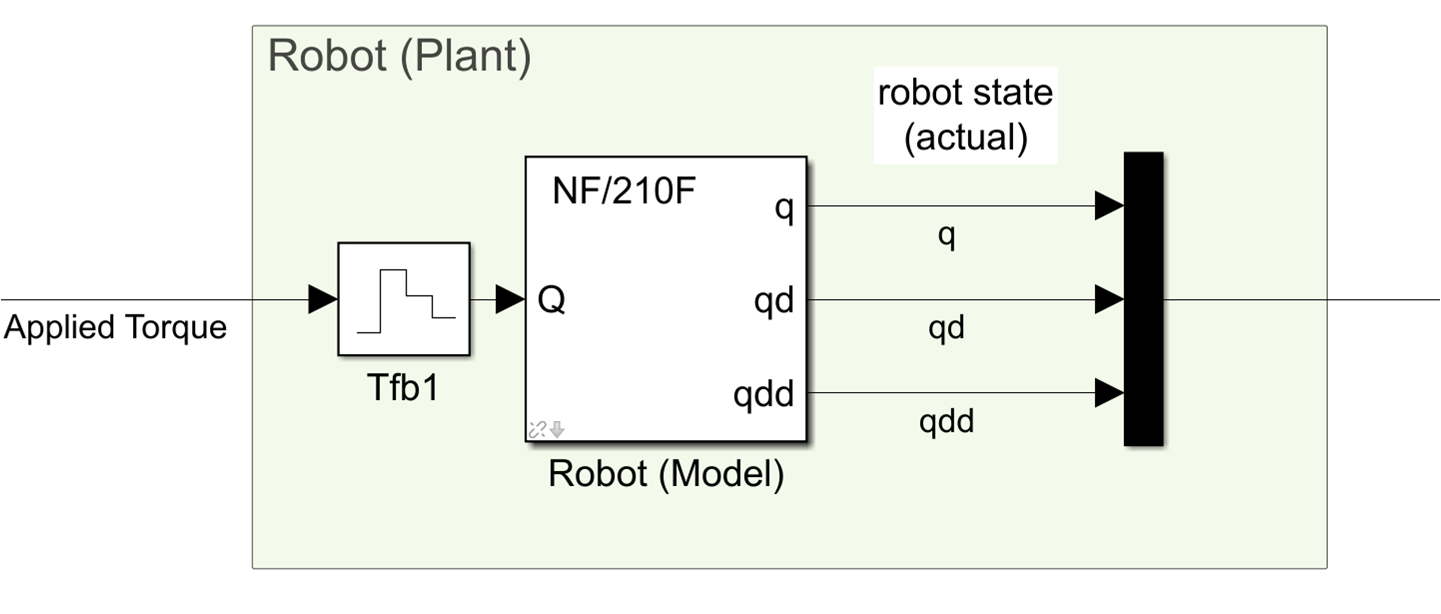 Robot (Plant)
robot state
(actual)
NF/210F
q
q
Q
qd
Applied Torque
qd
Tfb1
qdd
qdd
Robot (Model)